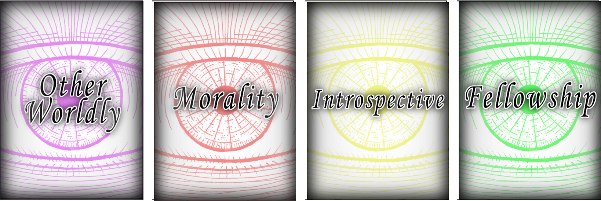 Other
Worldly
Morality
Introspective
Fellowship